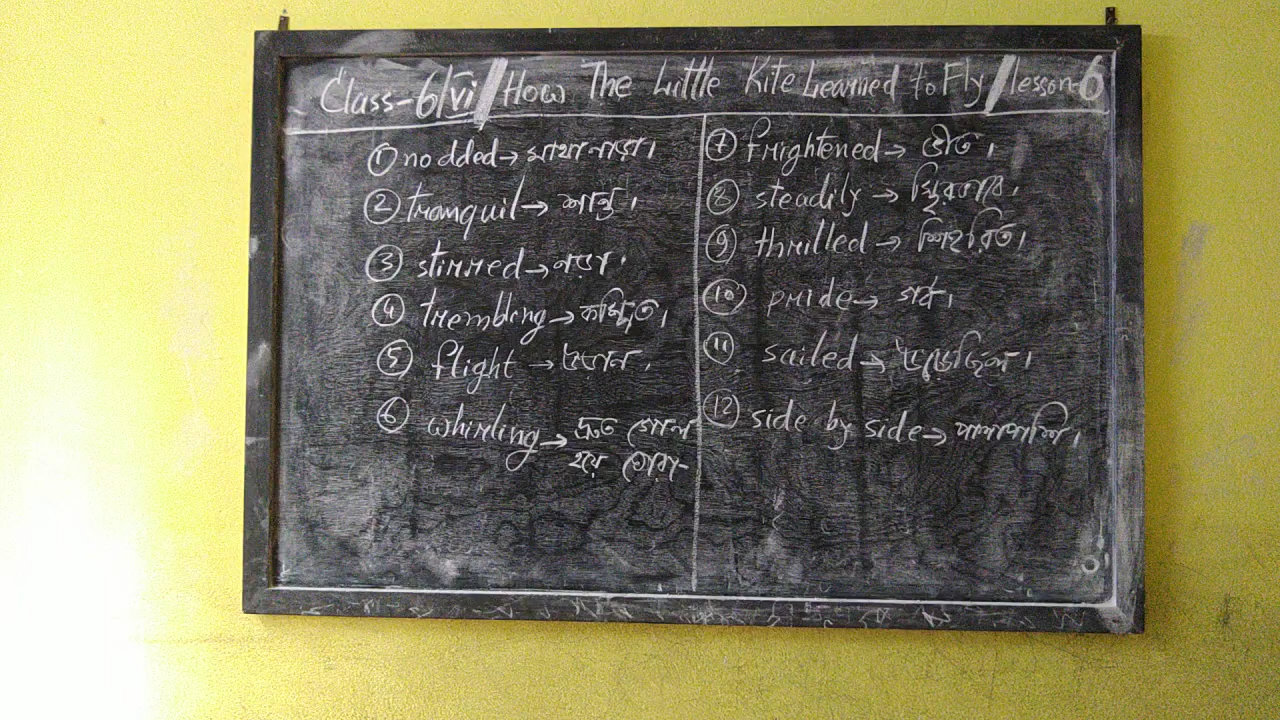 Class-6/vi/How The Little Kite Learned to Fly/lesson-6
① nodded→ মাথা নাড়া।
② tranquil→ শান্ত।
③ stirred→ নড়া।
④ trembling→ কম্পিত।
⑤ flight→ উড়ান।
⑥ whirling→ দ্রুত গোল
হয়ে ঘোরা-
⑦ frightened→ ভীত।
⑧ steadily→ স্থিরভাবে।
⑨ thrilled→ শিহরিত।
⑩ pride→ গর্ব।
⑪ sailed→ উড়েছিল।
⑫ side by side→ পাশাপাশি।